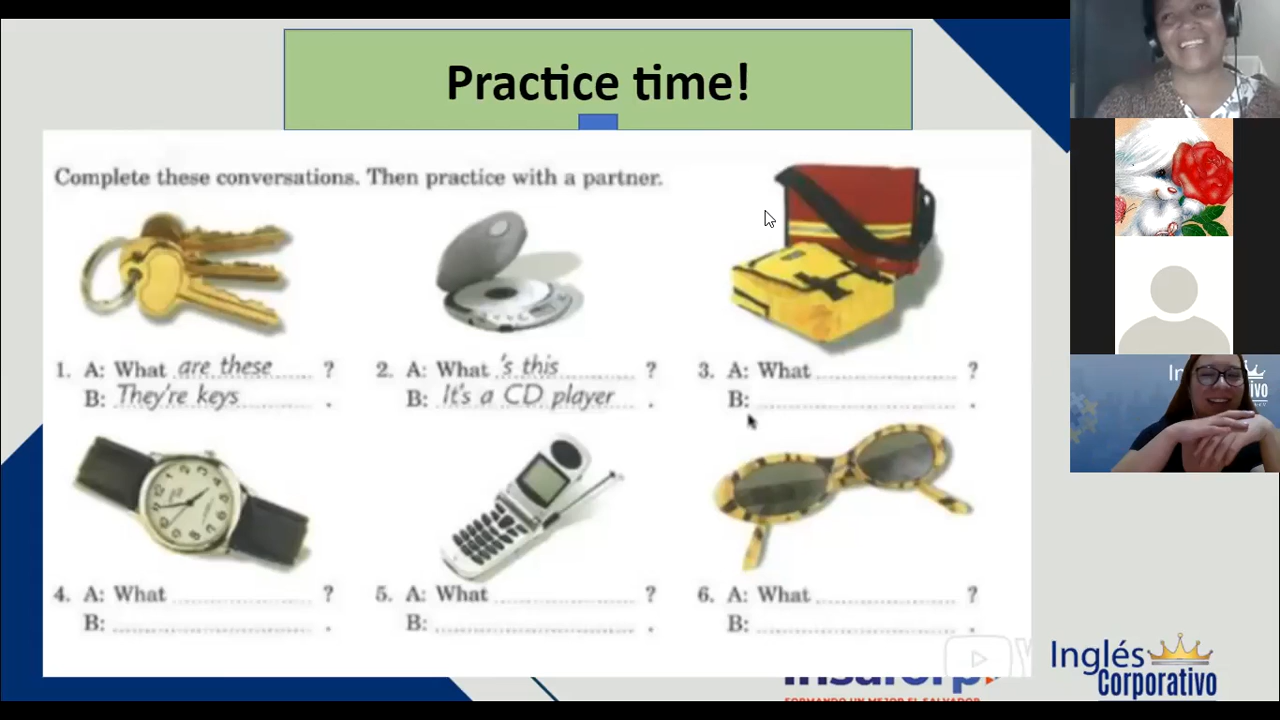 Practice time!
Complete these conversations. Then practice with a partner.
1. A: What are these ?
B: They're keys .
2. A: What 's this ?
B: It's a CD player .
3. A: What ?
B: .
4. A: What ?
B: .
5. A: What ?
B: .
6. A: What ?
B: .
Inglés
Corporativo